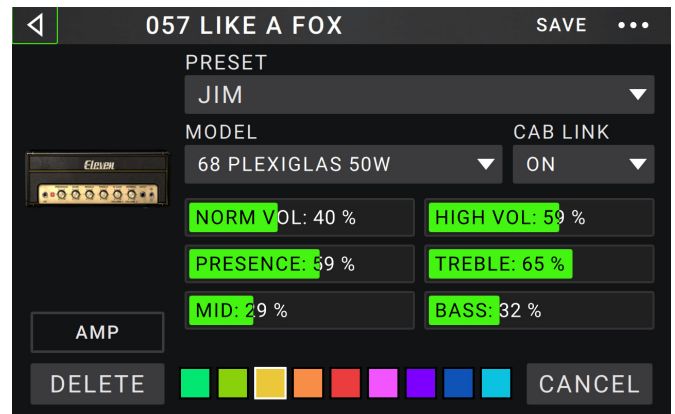 057 LIKE A FOX
SAVE
PRESET
JIM
MODEL
CAB LINK
68 PLEXIGLAS 50W
ON
Eleven
NORM VOL: 40 %
HIGH VOL: 59 %
PRESENCE: 59 %
TREBLE: 65 %
MID: 29 %
BASS: 32 %
AMP
DELETE
CANCEL